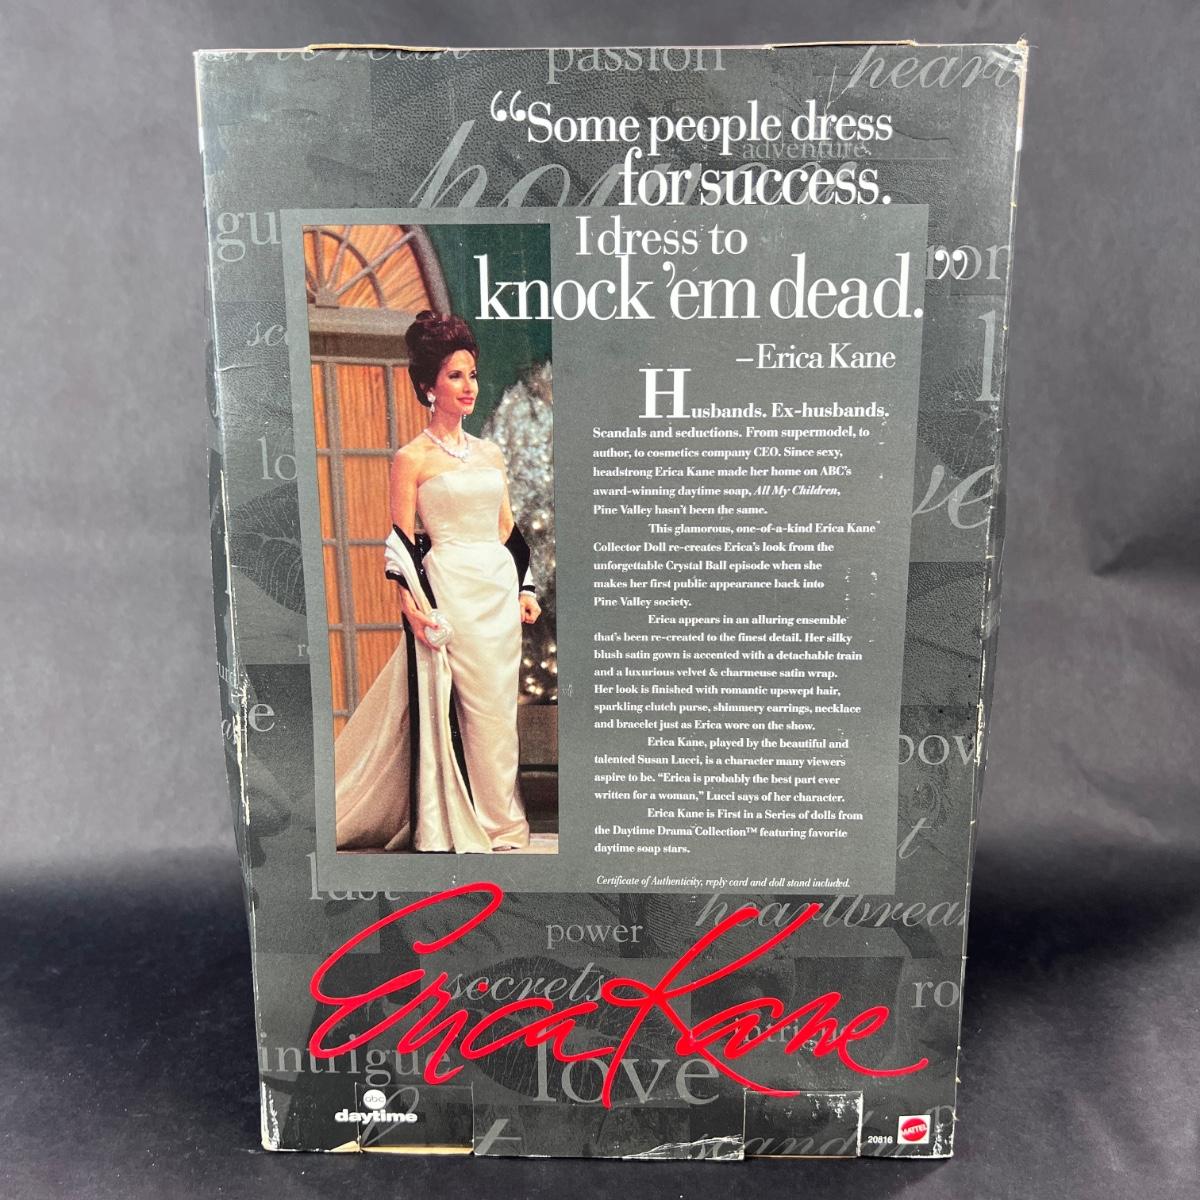 passion
heart
“Some people dress
adventure
for success.
I dress to
knock ’em dead.”
–Erica Kane
Husbands. Ex-husbands.
Scandals and seductions. From supermodel, to
author, to cosmetics company CEO. Since sexy,
headstrong Erica Kane made her home on ABC's
award-winning daytime soap, All My Children,
Pine Valley hasn't been the same.
This glamorous, one-of-a-kind Erica Kane
Collector Doll re-creates Erica's look from the
unforgettable Crystal Ball episode when she
makes her first public appearance back into
Pine Valley society.
Erica appears in an alluring ensemble
that's been re-created to the finest detail. Her silky
blush satin gown is accented with a detachable train
and a luxurious velvet & charmeuse satin wrap.
Her look is finished with romantic upswept hair,
sparkling clutch purse, shimmery earrings, necklace
and bracelet just as Erica wore on the show.
Erica Kane, played by the beautiful and
talented Susan Lucci, is a character many viewers
aspire to be. “Erica is probably the best part ever
written for a woman,” Lucci says of her character.
Erica Kane is First in a Series of dolls from
the Daytime Drama Collection™ featuring favorite
daytime soap stars.
Certificate of Authenticity, reply card and doll stand included.
lust
heartbrea
power
secrets
ro
Erica Kane
intrigue
love
abc
daytime
20816
MATTEL
scanda